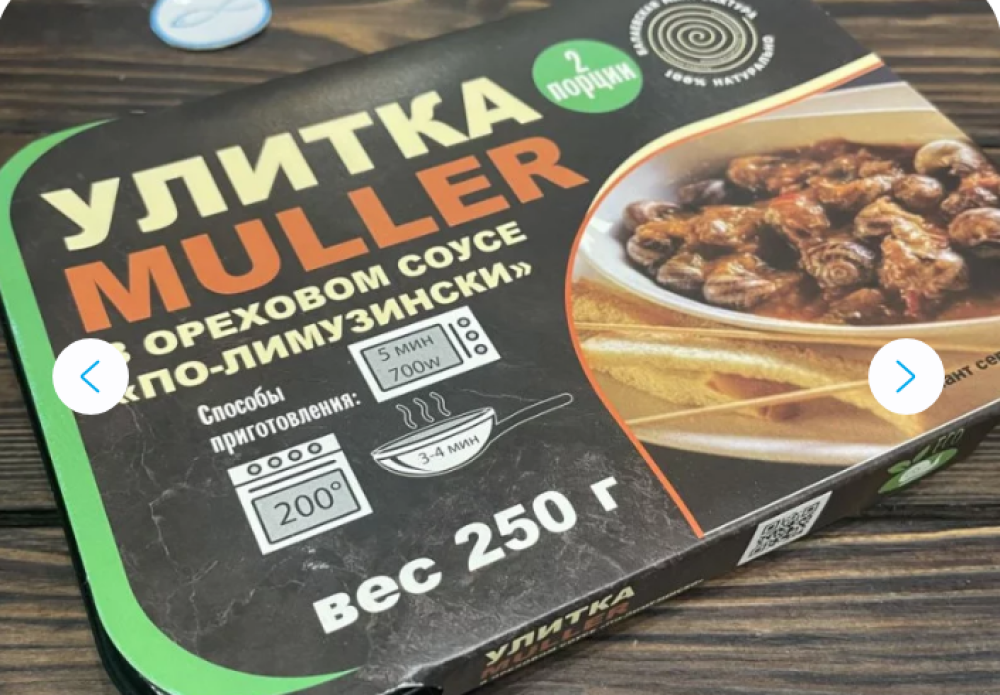 2
порции
100% НАТУРАЛЬНО
УЛИТКА
MULLER
В ОРЕХОВОМ СОУСЕ
«ПО-ЛИМУЗИНСКИ»
Способы
приготовления:
5 мин
700w
3-4 мин
200°
вес 250 г
УЛИТКА
MULLER